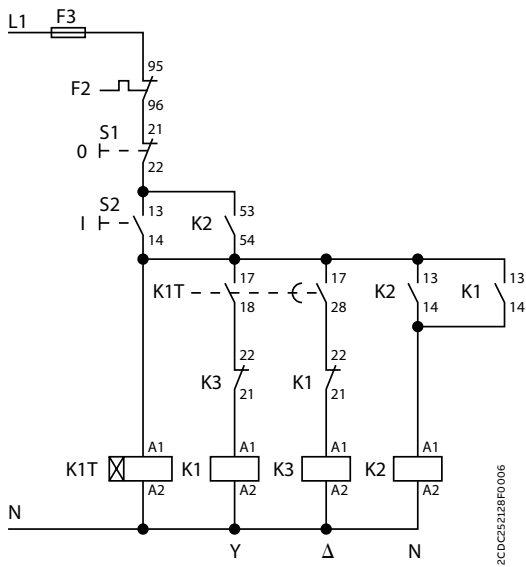 L1
F3
95
F2
96
S1
21
0
22
S2
13
53
I
K2
14
54
17
17
13
13
K1T
K2
K1
18
28
14
14
22
22
K3
K1
21
21
A1
A1
A1
A1
K1T
K1
K3
K2
A2
A2
A2
A2
N
Y
Δ
N
2CDC252128F0006